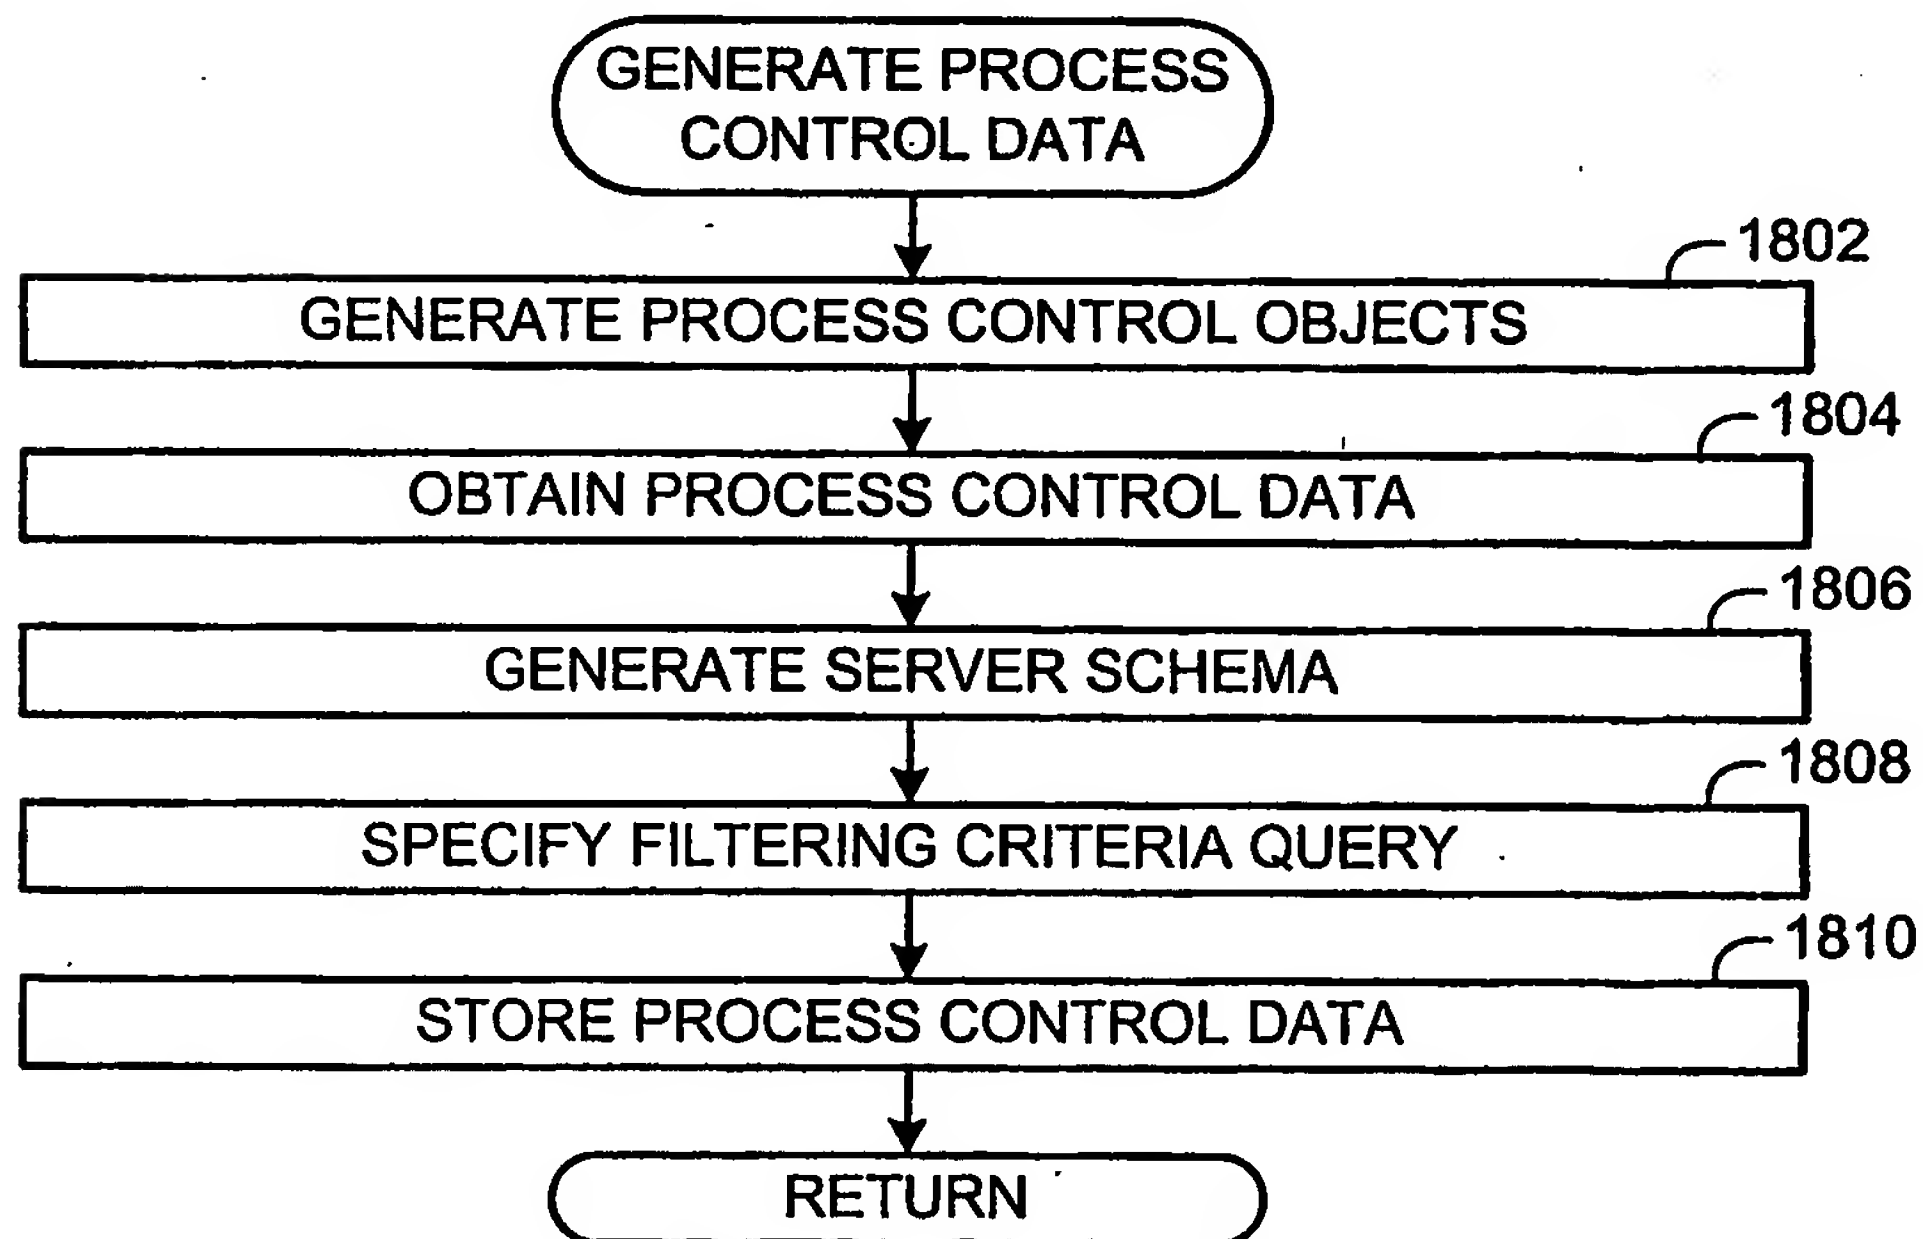 GENERATE PROCESS
CONTROL DATA
1802
GENERATE PROCESS CONTROL OBJECTS
1804
OBTAIN PROCESS CONTROL DATA
1806
GENERATE SERVER SCHEMA
1808
SPECIFY FILTERING CRITERIA QUERY
1810
STORE PROCESS CONTROL DATA
RETURN